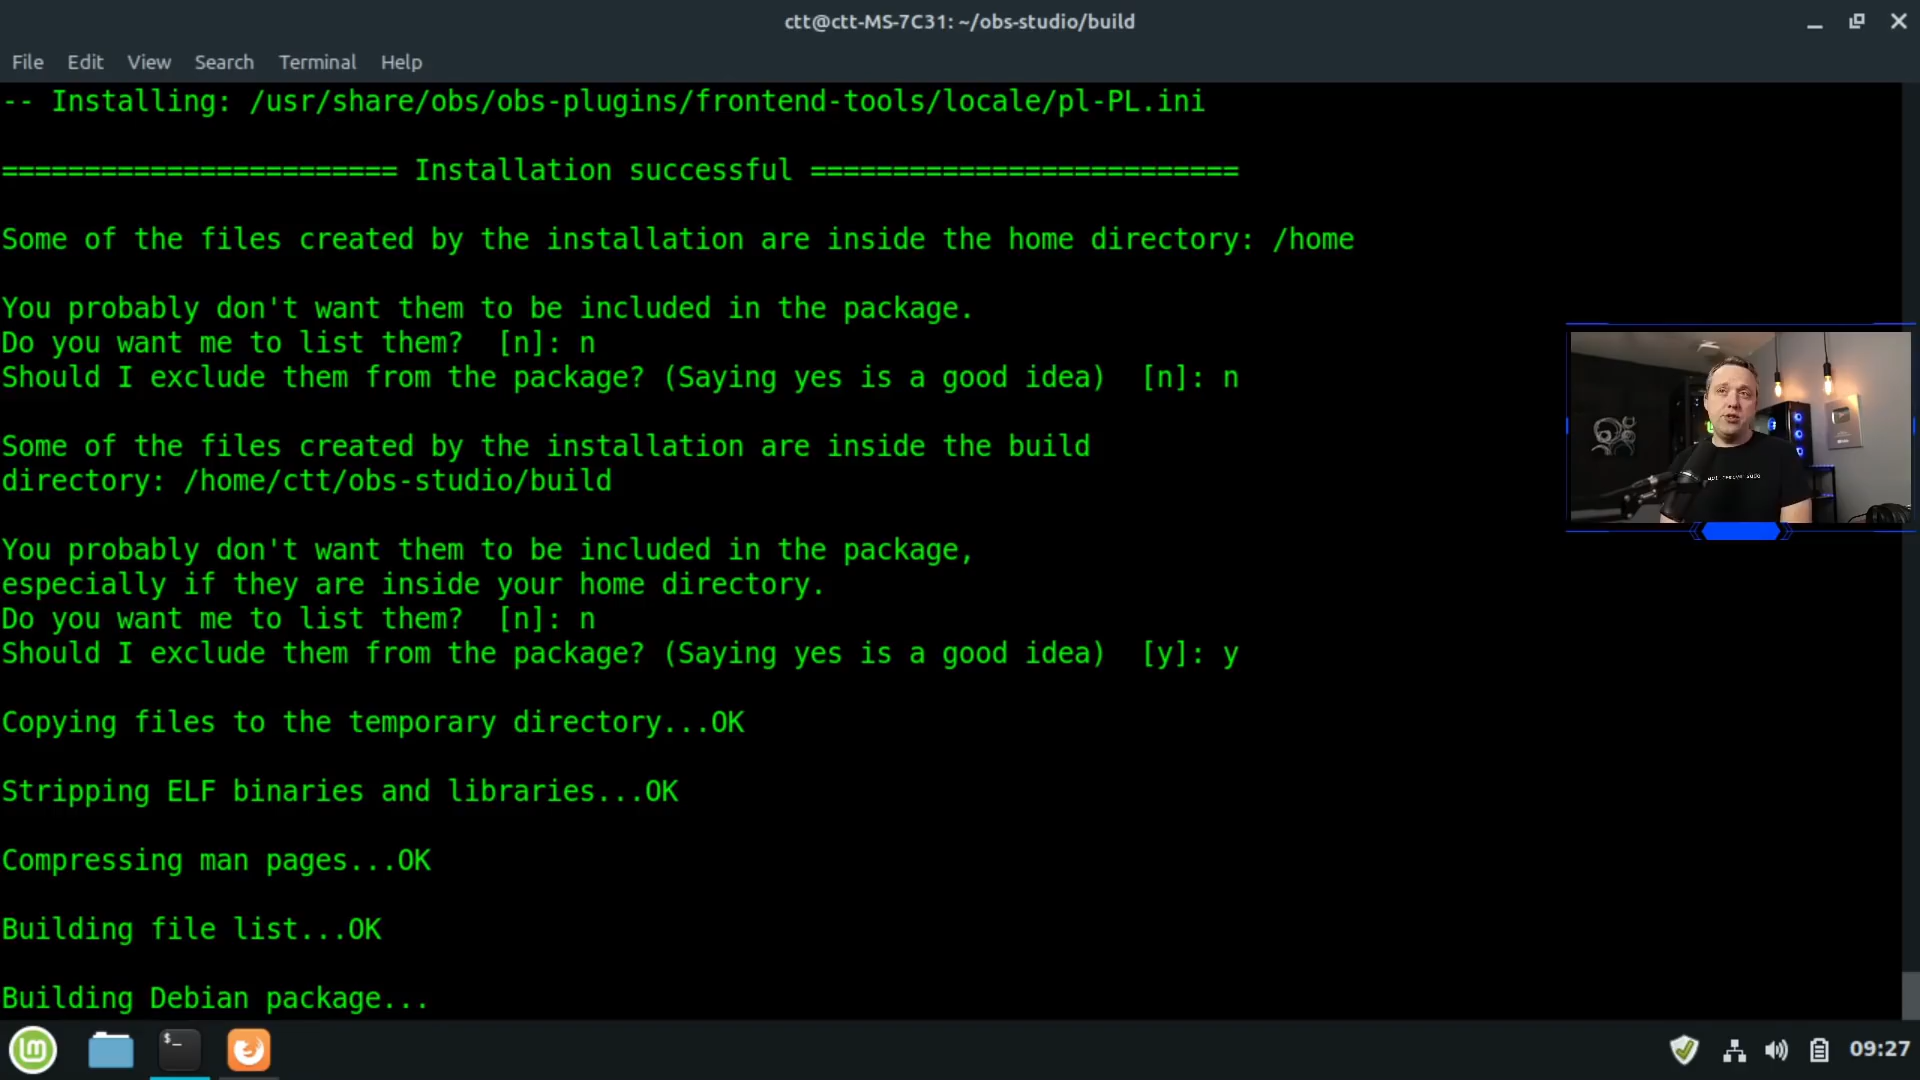 ctt@ctt-MS-7C31: ~/obs-studio/build
File Edit View Search Terminal Help
-- Installing: /usr/share/obs/obs-plugins/frontend-tools/locale/pl-PL.ini
======================== Installation successful ==========================
Some of the files created by the installation are inside the home directory: /home
You probably don't want them to be included in the package.
Do you want me to list them?  [n]: n
Should I exclude them from the package? (Saying yes is a good idea)  [n]: n
Some of the files created by the installation are inside the build
directory: /home/ctt/obs-studio/build
You probably don't want them to be included in the package,
especially if they are inside your home directory.
Do you want me to list them?  [n]: n
Should I exclude them from the package? (Saying yes is a good idea)  [y]: y
Copying files to the temporary directory...OK
Stripping ELF binaries and libraries...OK
Compressing man pages...OK
Building file list...OK
Building Debian package...
$_
09:27